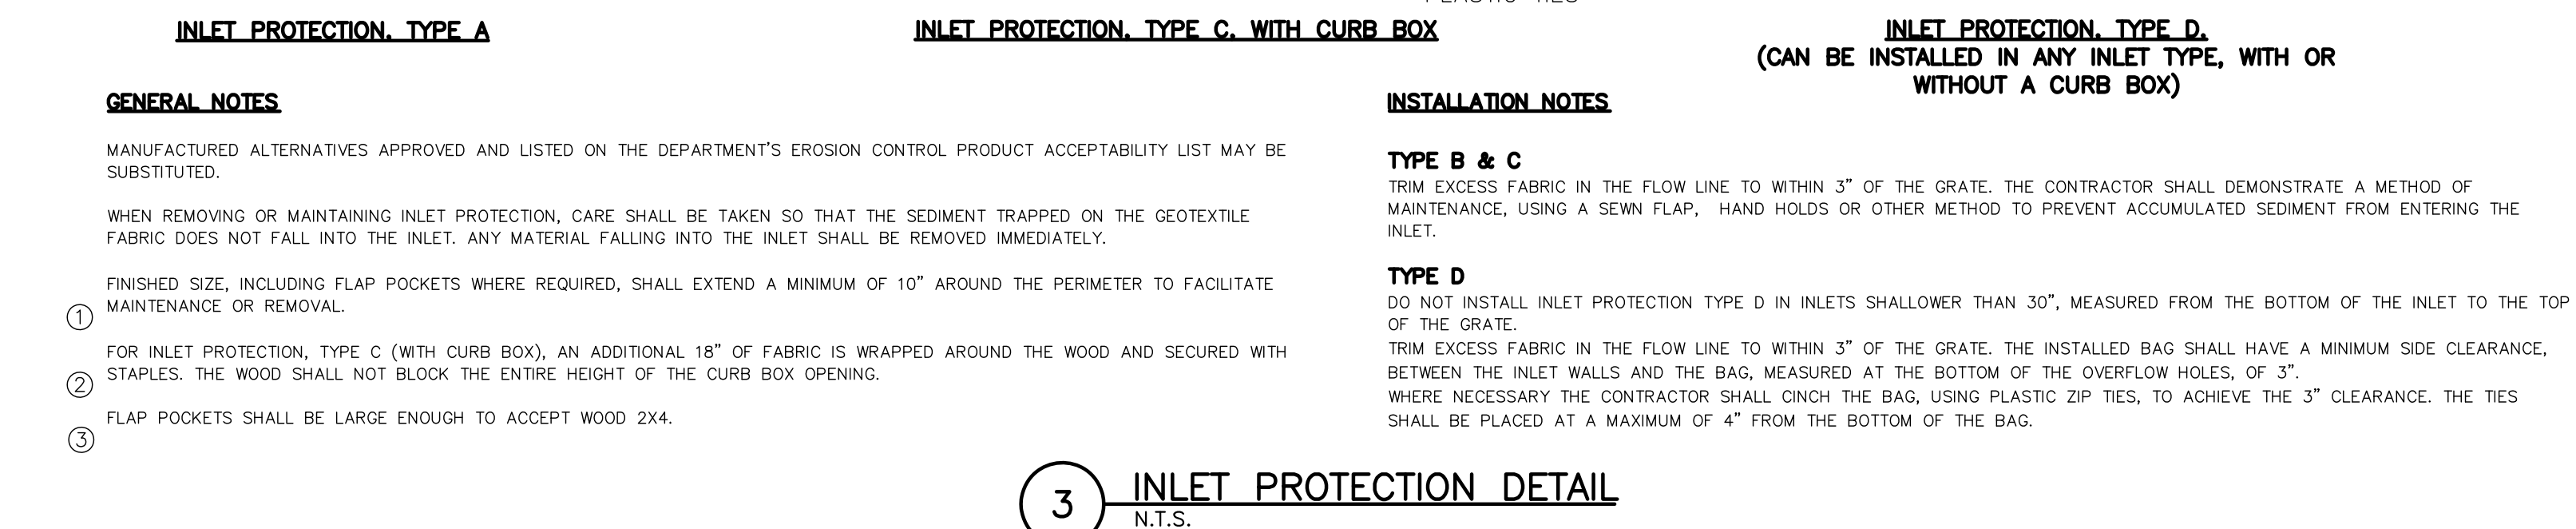 PLASTIC TIES
INLET PROTECTION, TYPE A
INLET PROTECTION, TYPE C, WITH CURB BOX
INLET PROTECTION, TYPE D,
(CAN BE INSTALLED IN ANY INLET TYPE, WITH OR
WITHOUT A CURB BOX)
GENERAL NOTES
MANUFACTURED ALTERNATIVES APPROVED AND LISTED ON THE DEPARTMENT'S EROSION CONTROL PRODUCT ACCEPTABILITY LIST MAY BE
SUBSTITUTED.
WHEN REMOVING OR MAINTAINING INLET PROTECTION, CARE SHALL BE TAKEN SO THAT THE SEDIMENT TRAPPED ON THE GEOTEXTILE
FABRIC DOES NOT FALL INTO THE INLET. ANY MATERIAL FALLING INTO THE INLET SHALL BE REMOVED IMMEDIATELY.
FINISHED SIZE, INCLUDING FLAP POCKETS WHERE REQUIRED, SHALL EXTEND A MINIMUM OF 10" AROUND THE PERIMETER TO FACILITATE
1 MAINTENANCE OR REMOVAL.
FOR INLET PROTECTION, TYPE C (WITH CURB BOX), AN ADDITIONAL 18" OF FABRIC IS WRAPPED AROUND THE WOOD AND SECURED WITH
2 STAPLES. THE WOOD SHALL NOT BLOCK THE ENTIRE HEIGHT OF THE CURB BOX OPENING.
FLAP POCKETS SHALL BE LARGE ENOUGH TO ACCEPT WOOD 2X4.
3
INSTALLATION NOTES
TYPE B & C
TRIM EXCESS FABRIC IN THE FLOW LINE TO WITHIN 3" OF THE GRATE. THE CONTRACTOR SHALL DEMONSTRATE A METHOD OF
MAINTENANCE, USING A SEWN FLAP, HAND HOLDS OR OTHER METHOD TO PREVENT ACCUMULATED SEDIMENT FROM ENTERING THE
INLET.
TYPE D
DO NOT INSTALL INLET PROTECTION TYPE D IN INLETS SHALLOWER THAN 30", MEASURED FROM THE BOTTOM OF THE INLET TO THE TOP
OF THE GRATE.
TRIM EXCESS FABRIC IN THE FLOW LINE TO WITHIN 3" OF THE GRATE. THE INSTALLED BAG SHALL HAVE A MINIMUM SIDE CLEARANCE,
BETWEEN THE INLET WALLS AND THE BAG, MEASURED AT THE BOTTOM OF THE OVERFLOW HOLES, OF 3".
WHERE NECESSARY THE CONTRACTOR SHALL CINCH THE BAG, USING PLASTIC ZIP TIES, TO ACHIEVE THE 3" CLEARANCE. THE TIES
SHALL BE PLACED AT A MAXIMUM OF 4" FROM THE BOTTOM OF THE BAG.
3 INLET PROTECTION DETAIL
N.T.S.